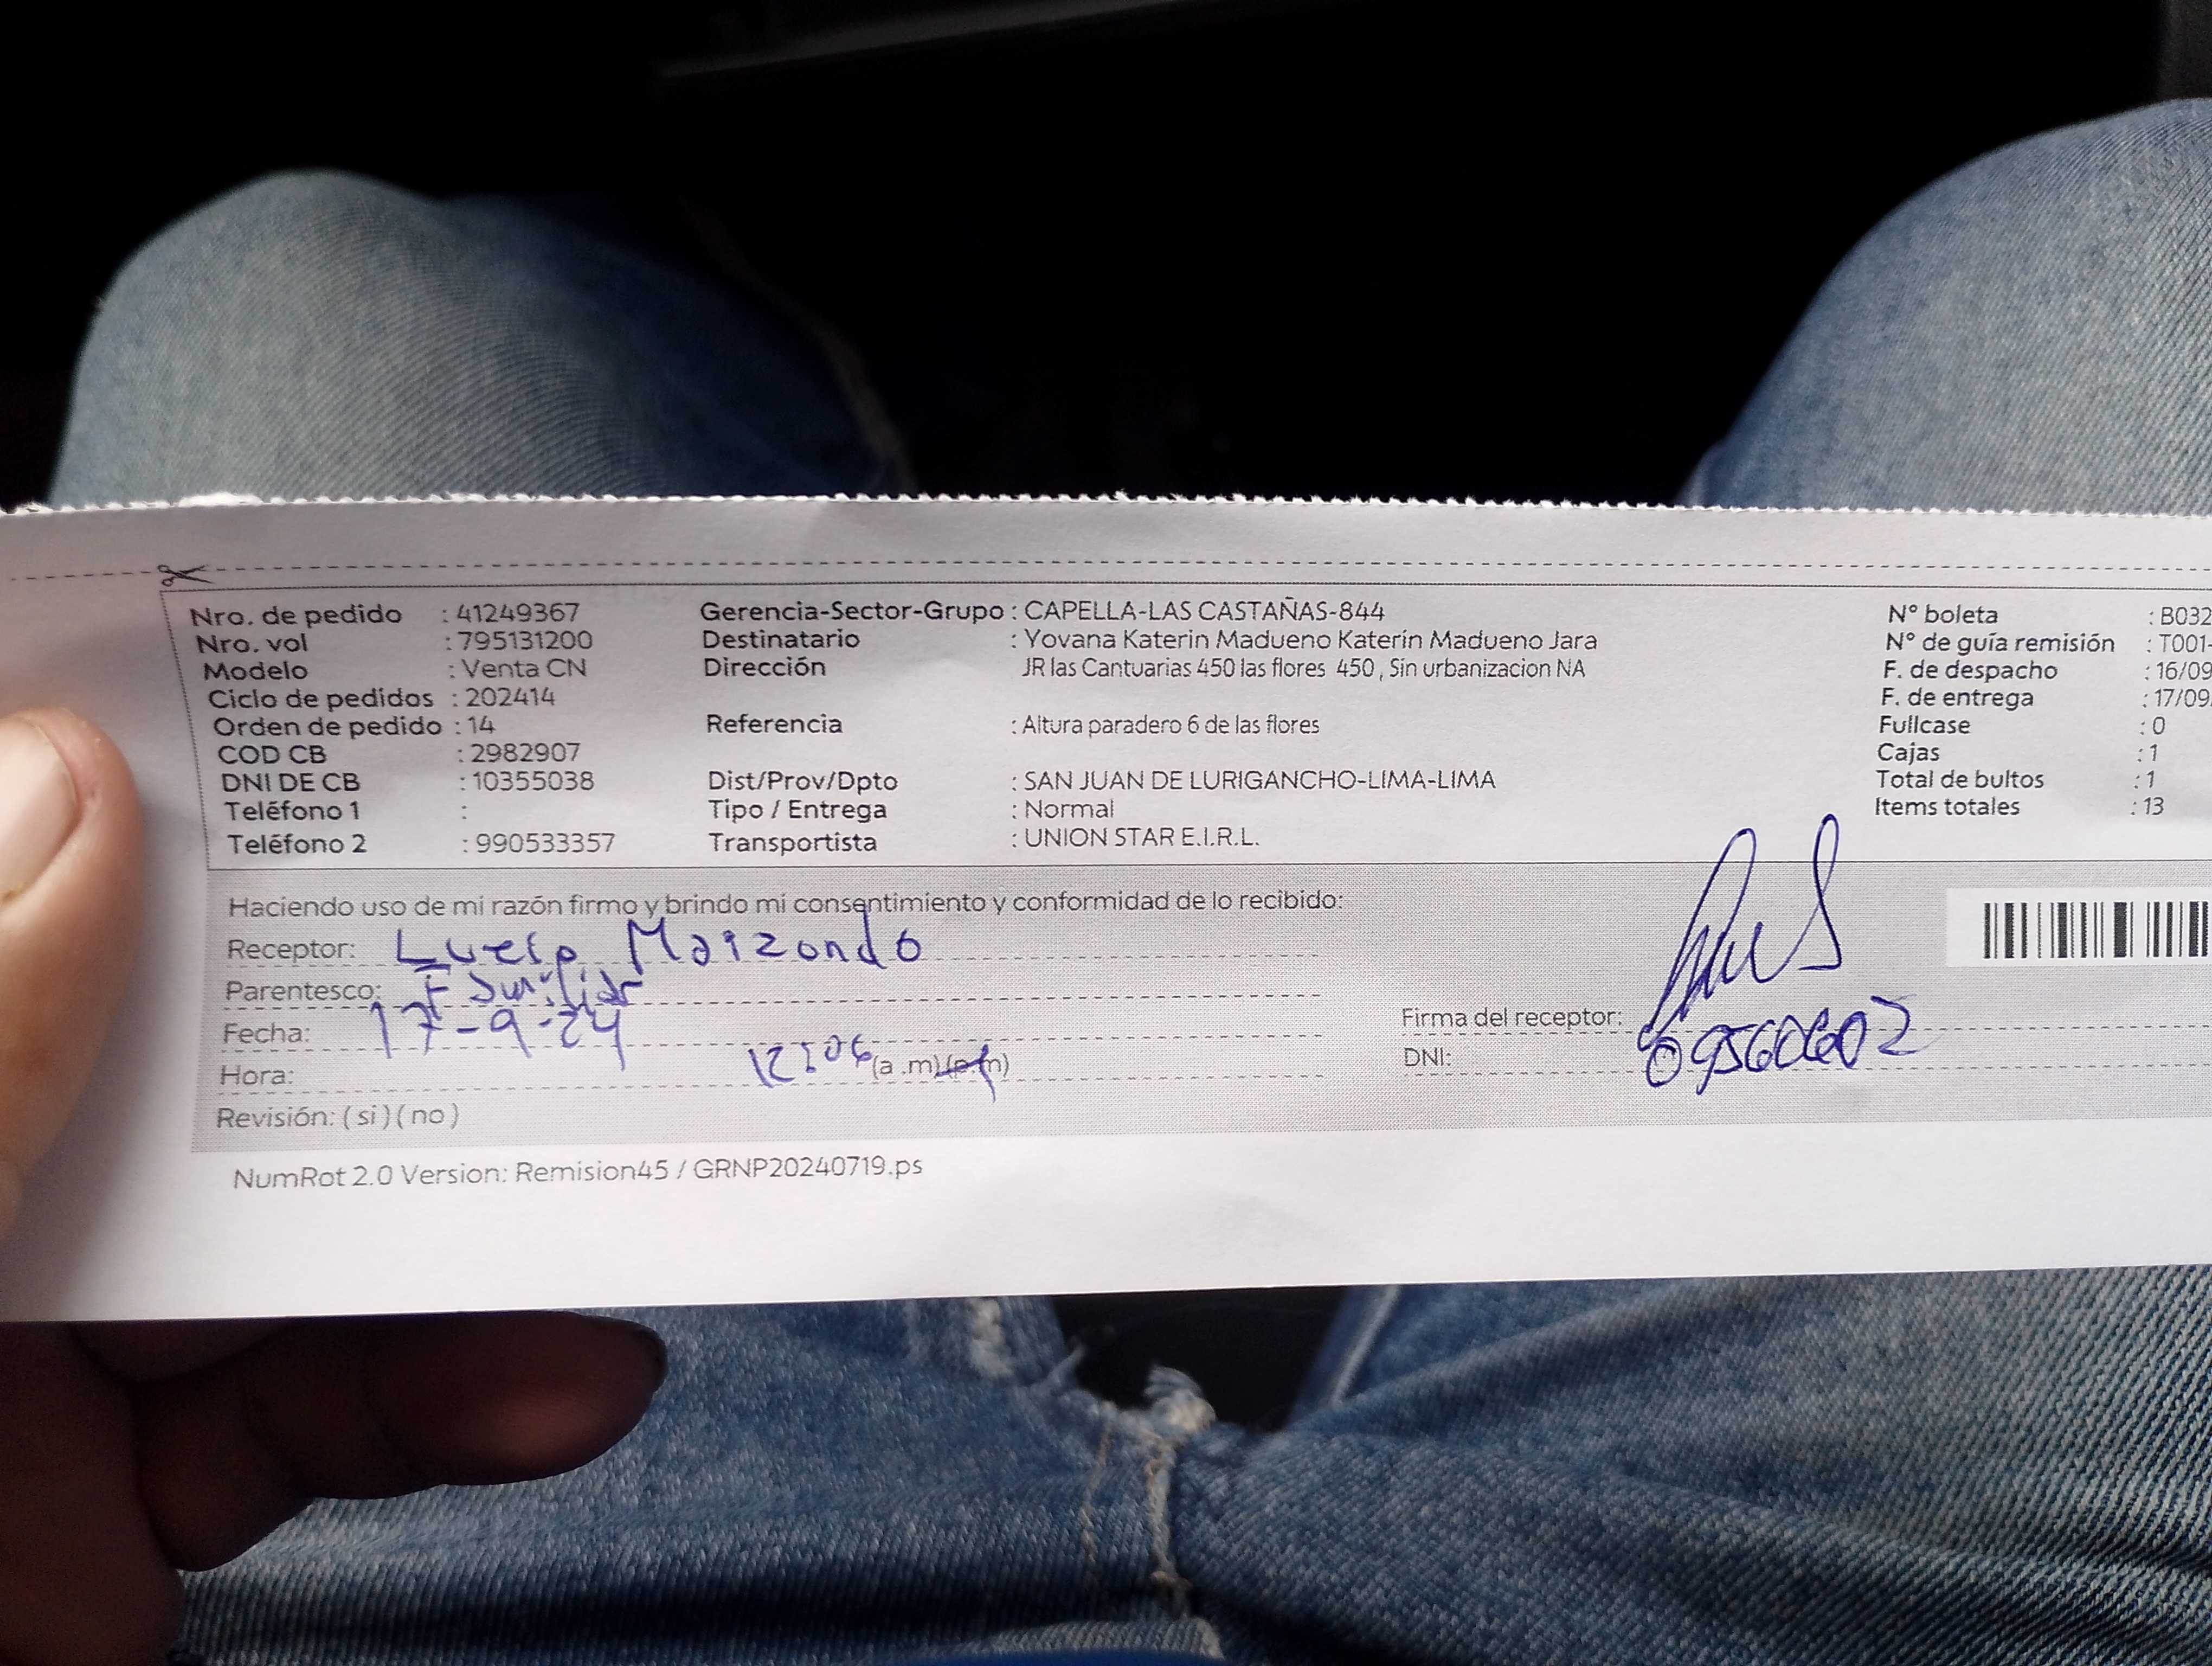 Nro. de pedido : 41249367
Nro. vol : 795131200
Modelo : Venta CN
Ciclo de pedidos : 202414
Orden de pedido : 14
COD CB : 2982907
DNI DE CB : 10355038
Teléfono 1 :
Teléfono 2 : 990533357
Gerencia-Sector-Grupo : CAPELLA-LAS CASTAÑAS-844
Destinatario : Yovana Katerin Madueno Katerin Madueno Jara
Dirección JR las Cantuarias 450 las flores 450, Sin urbanizacion NA
Referencia : Altura paradero 6 de las flores
Dist/Prov/Dpto : SAN JUAN DE LURIGANCHO-LIMA-LIMA
Tipo / Entrega : Normal
Transportista : UNION STAR E.I.R.L.
N° boleta : B032
N° de guía remisión : T001-
F. de despacho : 16/09
F. de entrega : 17/09
Fullcase : 0
Cajas : 1
Total de bultos : 1
Items totales : 13
Haciendo uso de mi razón firmo y brindo mi consentimiento y conformidad de lo recibido:
Receptor:
Parentesco: Familiar
Fecha: 17-9-24
Hora: 12:06 (a .m)(p.m)
Revisión: ( si ) ( no )
Firma del receptor:
DNI: 09560602
NumRot 2.0 Version: Remision45 / GRNP20240719.ps